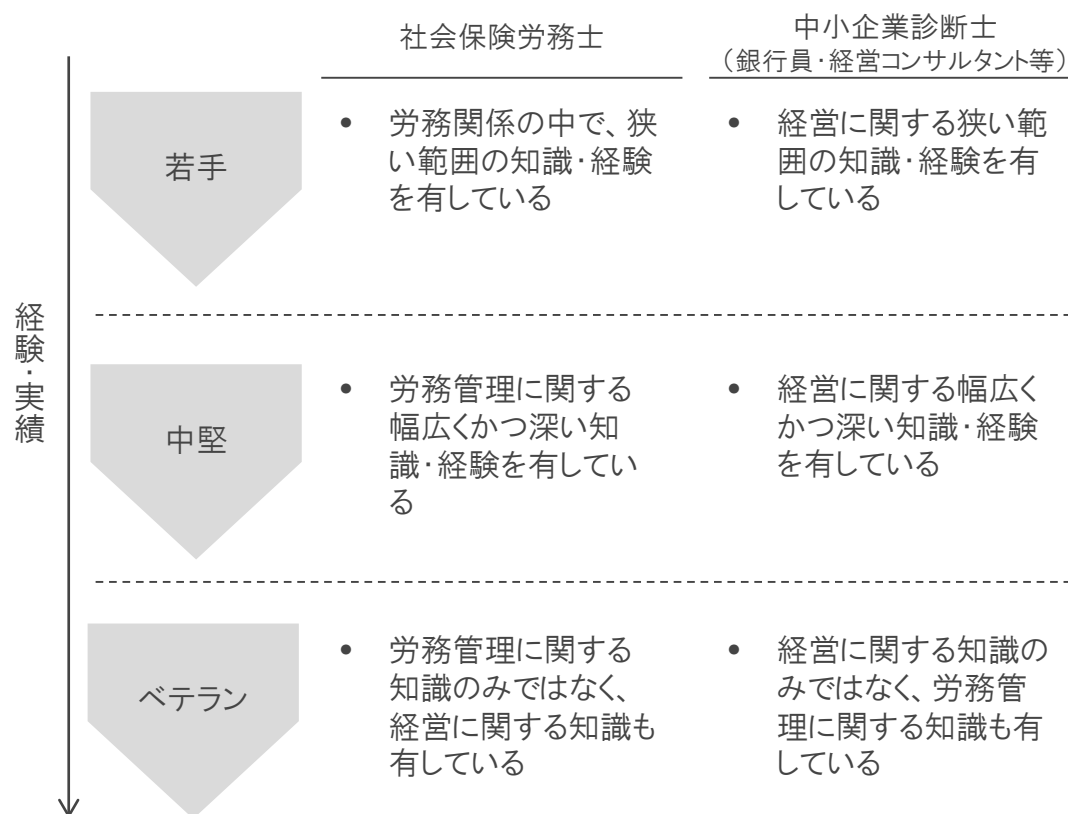 社会保険労務士
中小企業診断士
（銀行員・経営コンサルタント等）
経験・実績
若手
• 労務関係の中で、狭
い範囲の知識・経験
を有している
• 経営に関する狭い範
囲の知識・経験を有
している
中堅
• 労務管理に関する
幅広くかつ深い知
識・経験を有してい
る
• 経営に関する幅広く
かつ深い知識・経験
を有している
ベテラン
• 労務管理に関する
知識のみではなく、
経営に関する知識も
有している
• 経営に関する知識の
みではなく、労務管
理に関する知識も有
している